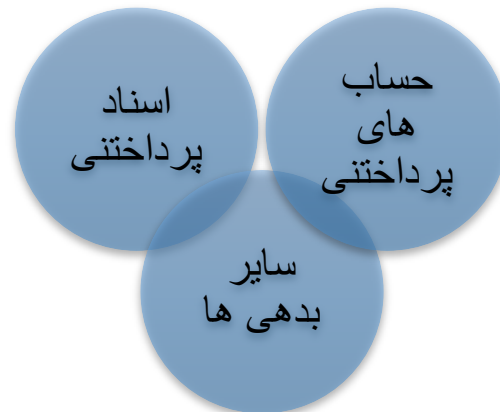 حساب
های
پرداختنی
اسناد
پرداختنی
سایر
بدهی ها